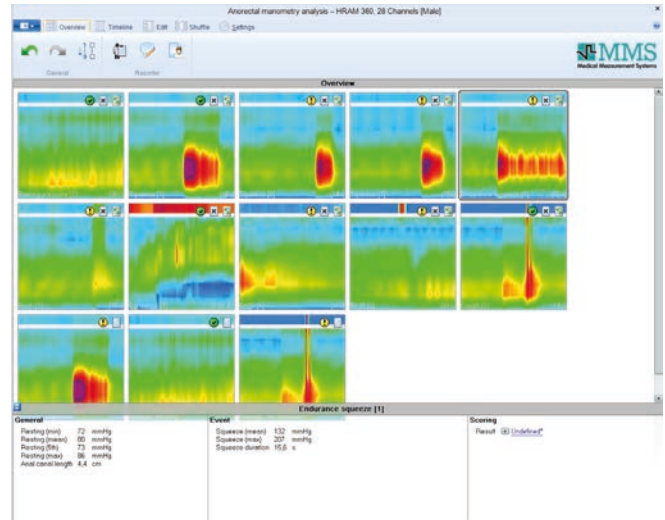 Anorectal manometry analysis – HRAM 360, 28 Channels [Male]
Overview Timeline Edit Shuffle Settings
General Reporter
MMS
Medical Measurement Systems
Overview
Endurance squeeze [1]
General Event Scoring
Resting (min) 72 mmHg Squeeze (mean) 132 mmHg Result Undefined*
Resting (mean) 80 mmHg Squeeze (max) 207 mmHg
Resting (5th) 73 mmHg Squeeze duration 15,6 s
Resting (max) 86 mmHg
Anal canal length 4,4 cm